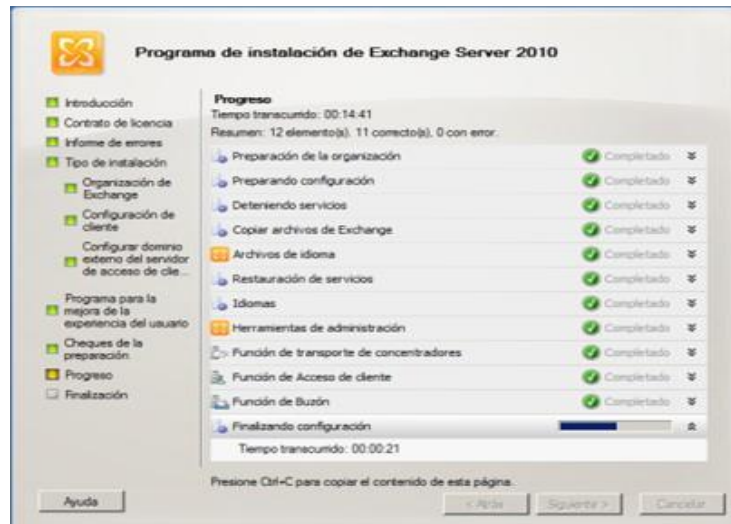 Programa de instalación de Exchange Server 2010
Introducción
Contrato de licencia
Informe de errores
Tipo de instalación
Organización de
Exchange
Configuración de
cliente
Configurar dominio
externo del servidor
de acceso de clie...
Programa para la
mejora de la
experiencia del usuario
Cheques de la
preparación
Progreso
Finalización
Progreso
Tiempo transcurrido: 00:14:41
Resumen: 12 elemento(s). 11 correcto(s), 0 con error.
Preparación de la organización Completado
Preparando configuración Completado
Deteniendo servicios Completado
Copiar archivos de Exchange Completado
Archivos de idioma Completado
Restauración de servicios Completado
Idiomas Completado
Herramientas de administración Completado
Función de transporte de concentradores Completado
Función de Acceso de cliente Completado
Función de Buzón Completado
Finalizando configuración
Tiempo transcurrido: 00:00:21
Presione Ctrl+C para copiar el contenido de esta página.
Ayuda
< Atrás
Siguiente >
Cancelar